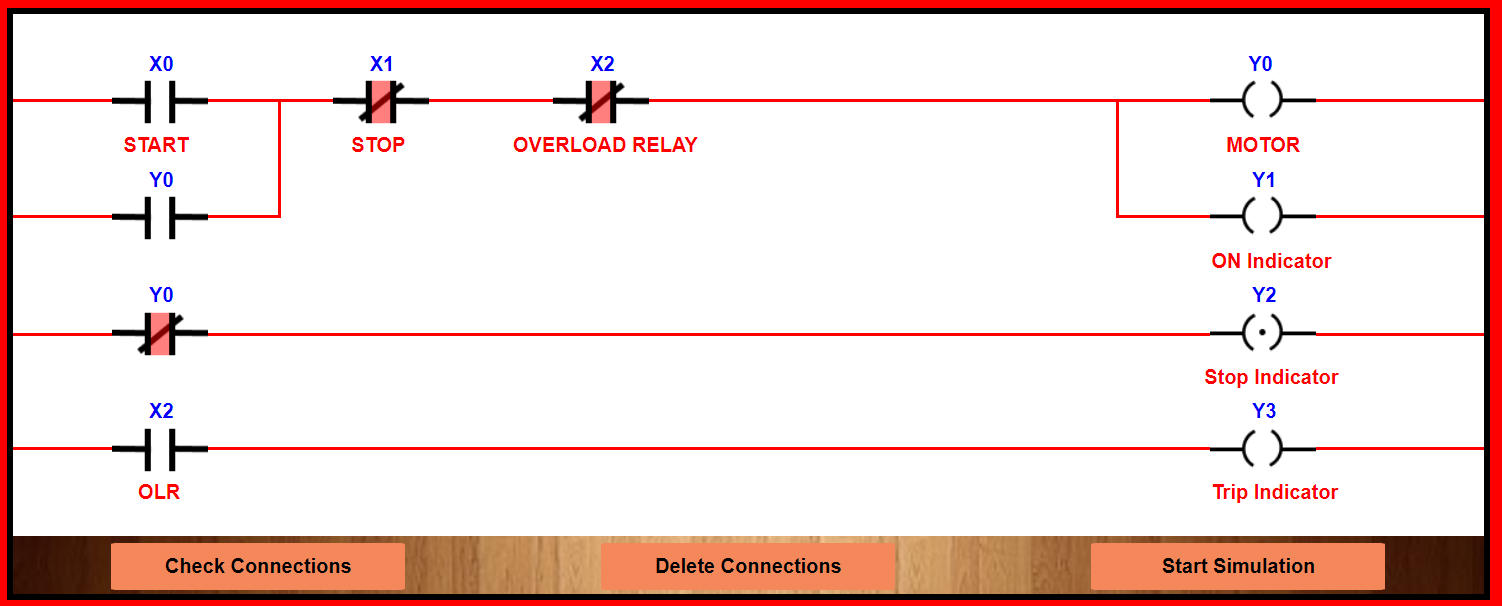 X0 X1 X2 Y0
START STOP OVERLOAD RELAY MOTOR
Y0 Y1
ON Indicator
Y0 Y2
Stop Indicator
X2 Y3
OLR Trip Indicator
Check Connections Delete Connections Start Simulation